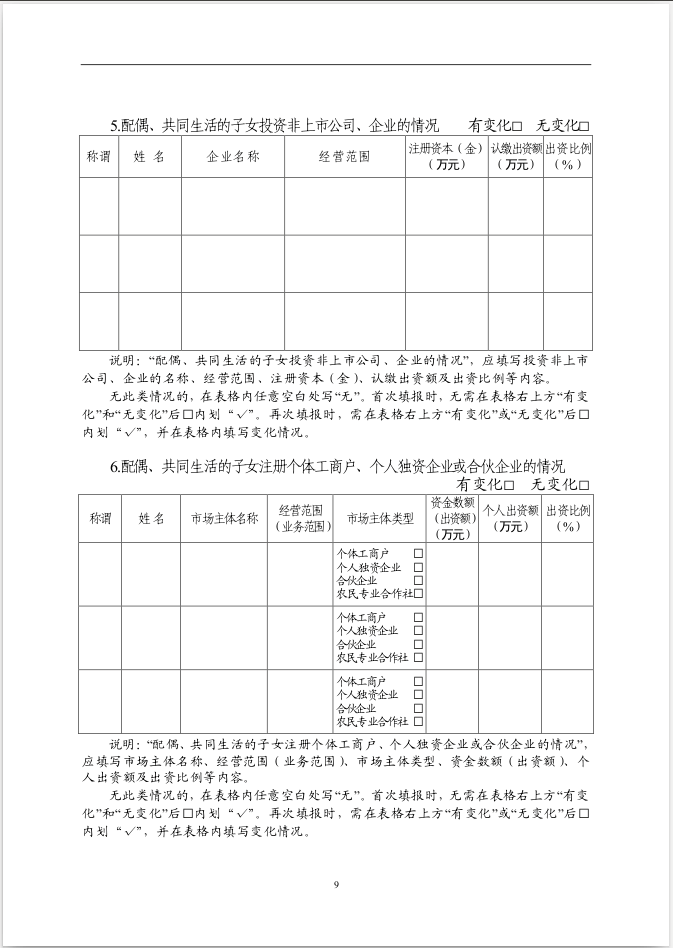 5.配偶、共同生活的子女投资非上市公司、企业的情况 有变化□ 无变化□
称谓 姓 名 企业名称 经营范围 注册资本（金）（万元） 认缴出资额（万元） 出资比例（%）
说明：“配偶、共同生活的子女投资非上市公司、企业的情况”，应填写投资非上市
公司、企业的名称、经营范围、注册资本（金）、认缴出资额及出资比例等内容。
无此类情况的，在表格内任意空白处写“无”。首次填报时，无需在表格右上方“有变
化”和“无变化”后□内划“√”。再次填报时，需在表格右上方“有变化”或“无变化”后□
内划“√”，并在表格内填写变化情况。
6.配偶、共同生活的子女注册个体工商户、个人独资企业或合伙企业的情况
有变化□ 无变化□
称谓 姓 名 市场主体名称 经营范围（业务范围） 市场主体类型 资金数额（出资额）（万元） 个人出资额（万元） 出资比例（%）
个体工商户 □
个人独资企业 □
合伙企业 □
农民专业合作社□
个体工商户 □
个人独资企业 □
合伙企业 □
农民专业合作社 □
个体工商户 □
个人独资企业 □
合伙企业 □
农民专业合作社 □
说明：“配偶、共同生活的子女注册个体工商户、个人独资企业或合伙企业的情况”，
应填写市场主体名称、经营范围（业务范围）、市场主体类型、资金数额（出资额）、个
人出资额及出资比例等内容。
无此类情况的，在表格内任意空白处写“无”。首次填报时，无需在表格右上方“有变
化”和“无变化”后□内划“√”。再次填报时，需在表格右上方“有变化”或“无变化”后□
内划“√”，并在表格内填写变化情况。
9